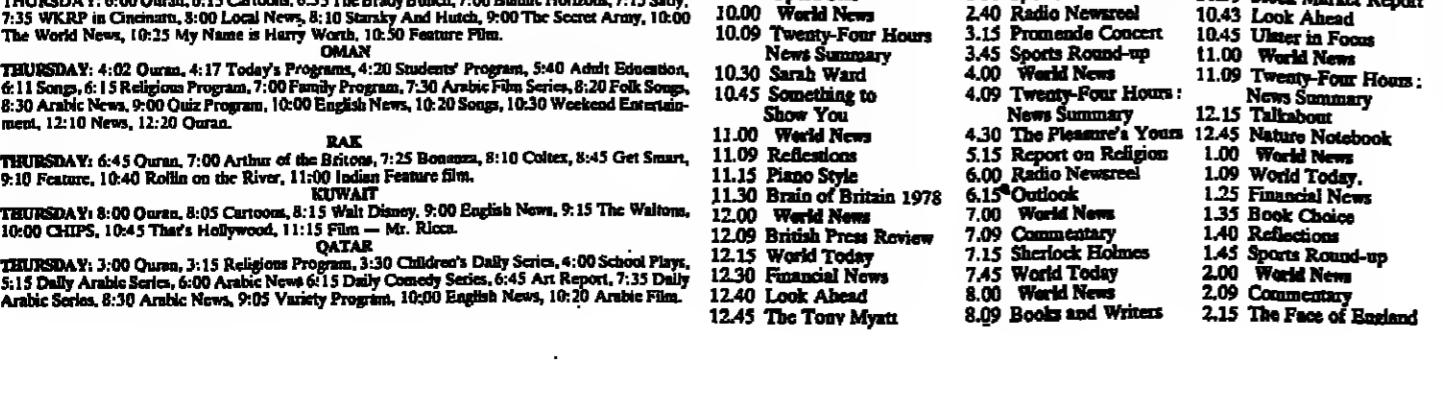 7:35 WKRP in Cincinatti, 8:00 Local News, 8:10 Starsky And Hutch, 9:00 The Secret Army, 10:00
The World News, 10:25 My Name is Harry Worth, 10:50 Feature Film.
OMAN
THURSDAY: 4:02 Quran, 4:17 Today's Programs, 4:20 Students' Program, 5:40 Adult Education,
6:11 Songs, 6:15 Religious Program, 7:00 Family Program, 7:30 Arabic Film Series, 8:20 Folk Songs,
8:30 Arabic News, 9:00 Quiz Program, 10:00 English News, 10:20 Songs, 10:30 Weekend Entertain-
ment, 12:10 News, 12:20 Quran.
RAK
THURSDAY: 6:45 Quran, 7:00 Arthur of the Britons, 7:25 Bonanza, 8:10 Coltex, 8:45 Get Smart,
9:10 Feature, 10:40 Rollin on the River, 11:00 Indian Feature film.
KUWAIT
THURSDAY: 8:00 Quran, 8:05 Cartoons, 8:15 Walt Disney, 9:00 English News, 9:15 The Waltons,
10:00 CHIPS, 10:45 That's Hollywood, 11:15 Film — Mr. Ricca.
QATAR
THURSDAY: 3:00 Quran, 3:15 Religious Program, 3:30 Children's Daily Series, 4:00 School Plays,
5:15 Daily Arabic Series, 6:00 Arabic News 6:15 Daily Comedy Series, 6:45 Art Report, 7:35 Daily
Arabic Series, 8:30 Arabic News, 9:05 Variety Program, 10:00 English News, 10:20 Arabic Film.
10.00 World News
10.09 Twenty-Four Hours
News Summary
10.30 Sarah Ward
10.45 Something to
Show You
11.00 World News
11.09 Reflestions
11.15 Piano Style
11.30 Brain of Britain 1978
12.00 World News
12.09 British Press Review
12.15 World Today
12.30 Financial News
12.40 Look Ahead
12.45 The Tony Myatt
2.40 Radio Newsreel
3.15 Promende Concert
3.45 Sports Round-up
4.00 World News
4.09 Twenty-Four Hours :
News Summary
4.30 The Pleasure's Yours
5.15 Report on Religion
6.00 Radio Newsreel
6.15 Outlook
7.00 World News
7.09 Commentary
7.15 Sherlock Holmes
7.45 World Today
8.00 World News
8.09 Books and Writers
10.43 Look Ahead
10.45 Ulster in Focus
11.00 World News
11.09 Twenty-Four Hours :
News Summary
12.15 Talkabout
12.45 Nature Notebook
1.00 World News
1.09 World Today,
1.25 Financial News
1.35 Book Choice
1.40 Reflections
1.45 Sports Round-up
2.00 World News
2.09 Commentary
2.15 The Face of England